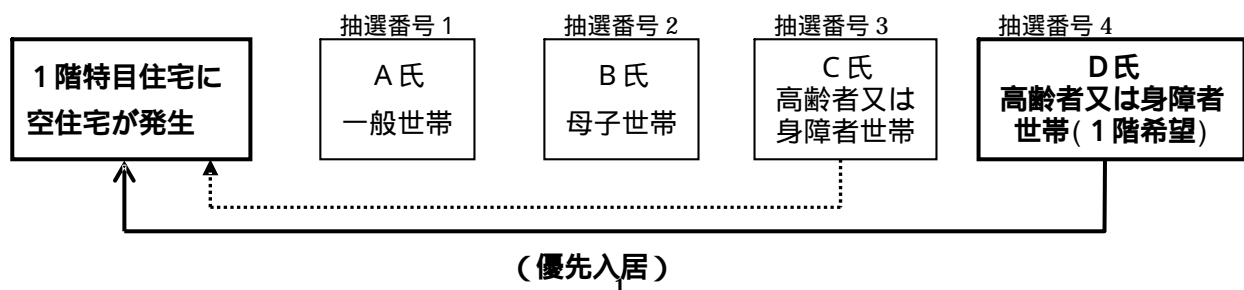 抽選番号1
抽選番号2
抽選番号3
抽選番号4
1階特目住宅に
空住宅が発生
A氏
一般世帯
B氏
母子世帯
C氏
高齢者又は
身障者世帯
D氏
高齢者又は身障者
世帯(1階希望)
(優先入居)
1